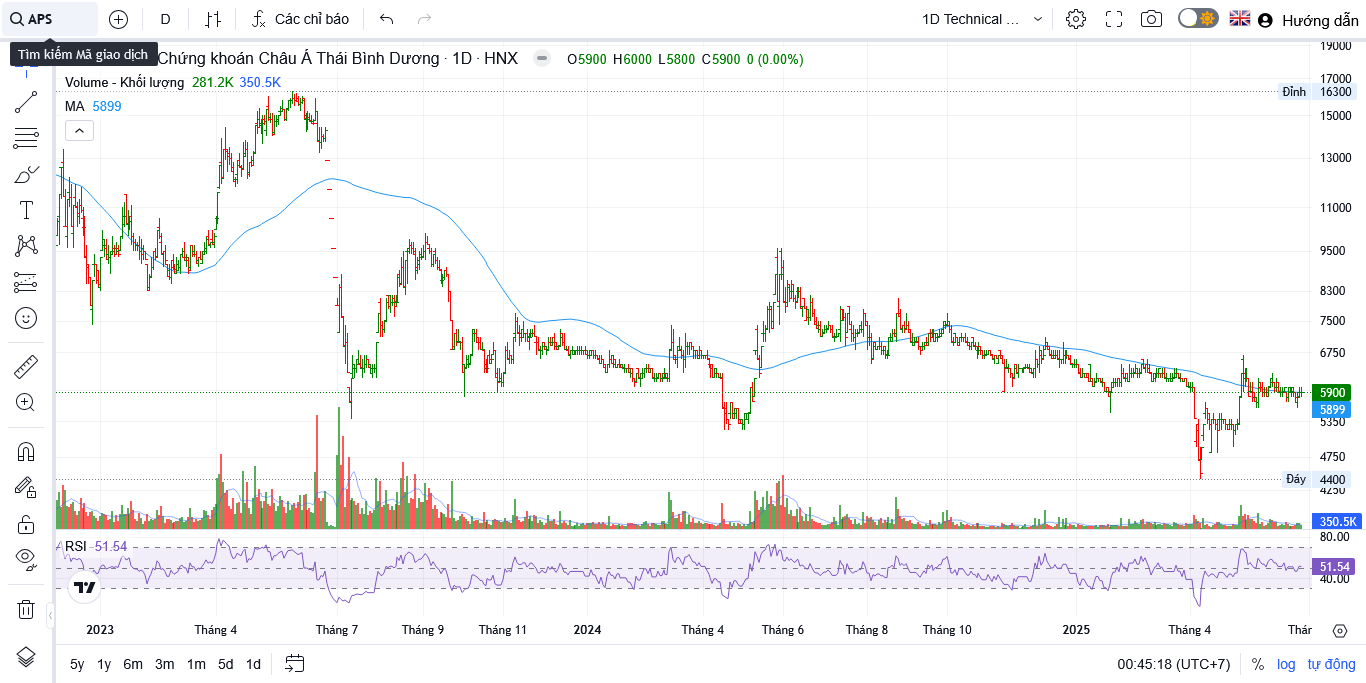 APS
D
Các chỉ báo
1D Technical ...
Hướng dẫn
Tìm kiếm Mã giao dịch
Chứng khoán Châu Á Thái Bình Dương · 1D · HNX
O5900 H6000 L5800 C5900 0 (0.00%)
Volume - Khối lượng 281.2K 350.5K
MA 5899
19000
17000
Đỉnh 16300
15000
13000
11000
9500
8300
7500
6750
5900
5899
5350
4750
Đáy 4400
4250
350.5K
RSI 51.54
80.00
51.54
40.00
2023 Tháng 4 Tháng 7 Tháng 9 Tháng 11 2024 Tháng 4 Tháng 6 Tháng 8 Tháng 10 2025 Tháng 4 Thár
5y 1y 6m 3m 1m 5d 1d
00:45:18 (UTC+7) % log tự động